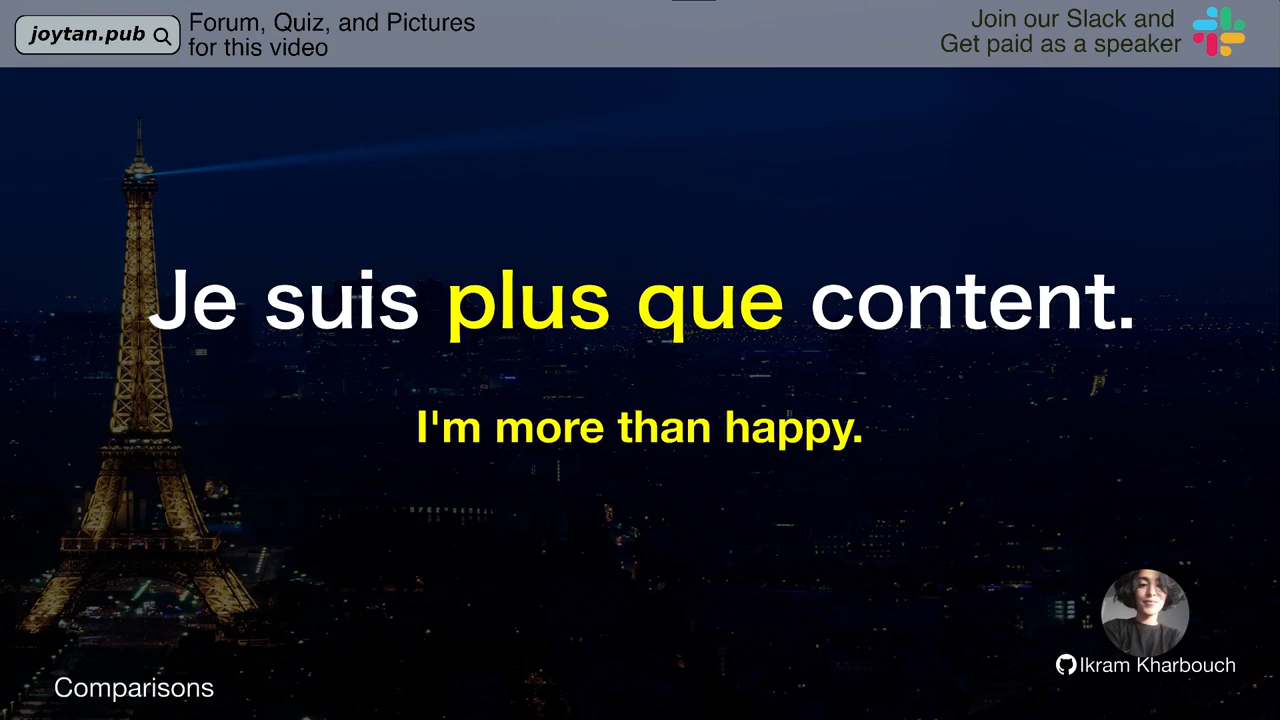 joytan.pub
Forum, Quiz, and Pictures
for this video
Join our Slack and
Get paid as a speaker
Je suis plus que content.
I'm more than happy.
Ikram Kharbouch
Comparisons